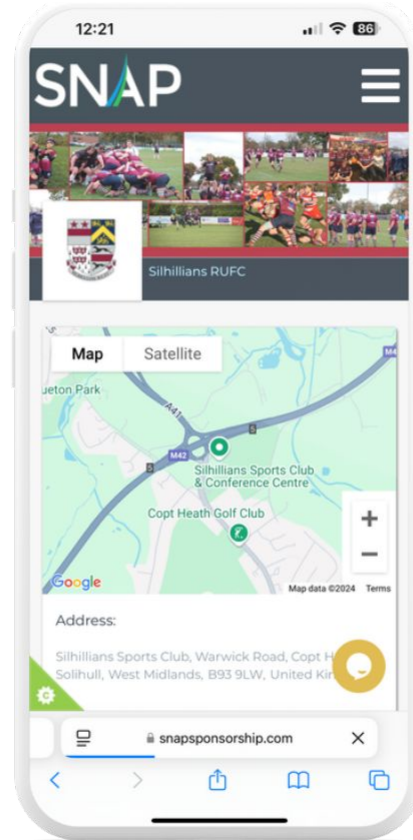 12:21
86
SNAP
Silhillians RUFC
Map
Satellite
M4
ueton Park
A41
5
M42
5
Silhillians Sports Club
& Conference Centre
Copt Heath Golf Club
+
−
Google
Map data ©2024
Terms
Address:
Silhillians Sports Club, Warwick Road, Copt H
Solihull, West Midlands, B93 9LW, United Kin
snapsponsorship.com